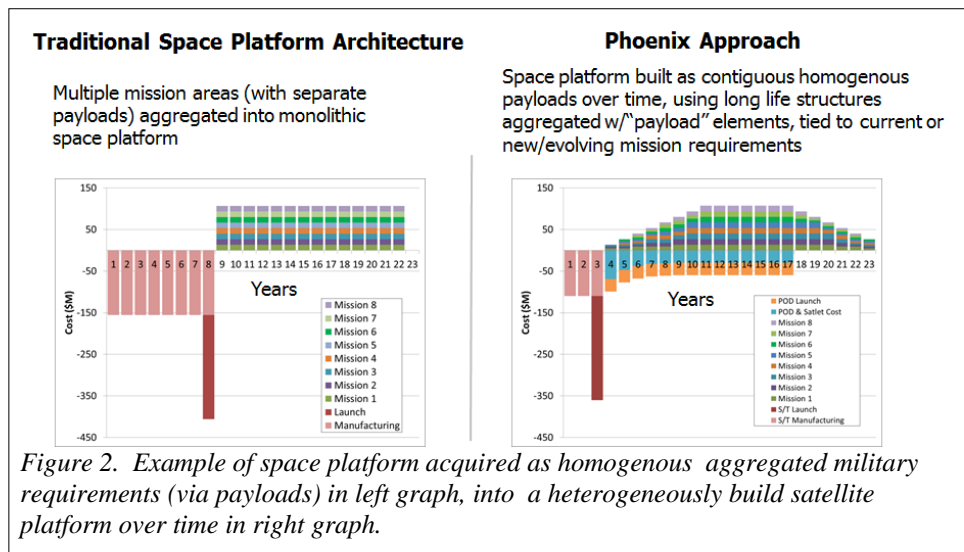 Traditional Space Platform Architecture
Multiple mission areas (with separate
payloads) aggregated into monolithic
space platform
150
50
-50
-150
-250
-350
-450
Cost ($M)
1 2 3 4 5 6 7 8 9 10 11 12 13 14 15 16 17 18 19 20 21 22 23
Years
Mission 8
Mission 7
Mission 6
Mission 5
Mission 4
Mission 3
Mission 2
Mission 1
Launch
Manufacturing
Phoenix Approach
Space platform built as contiguous homogenous
payloads over time, using long life structures
aggregated w/“payload” elements, tied to current or
new/evolving mission requirements
150
50
-50
-150
-250
-350
-450
Cost ($M)
1 2 3 4 5 6 7 8 9 10 11 12 13 14 15 16 17 18 19 20 21 22 23
Years
POD Launch
POD & Satlet Cost
Mission 8
Mission 7
Mission 6
Mission 5
Mission 4
Mission 3
Mission 2
Mission 1
S/T Launch
S/T Manufacturing
Figure 2. Example of space platform acquired as homogenous aggregated military
requirements (via payloads) in left graph, into a heterogeneously build satellite
platform over time in right graph.